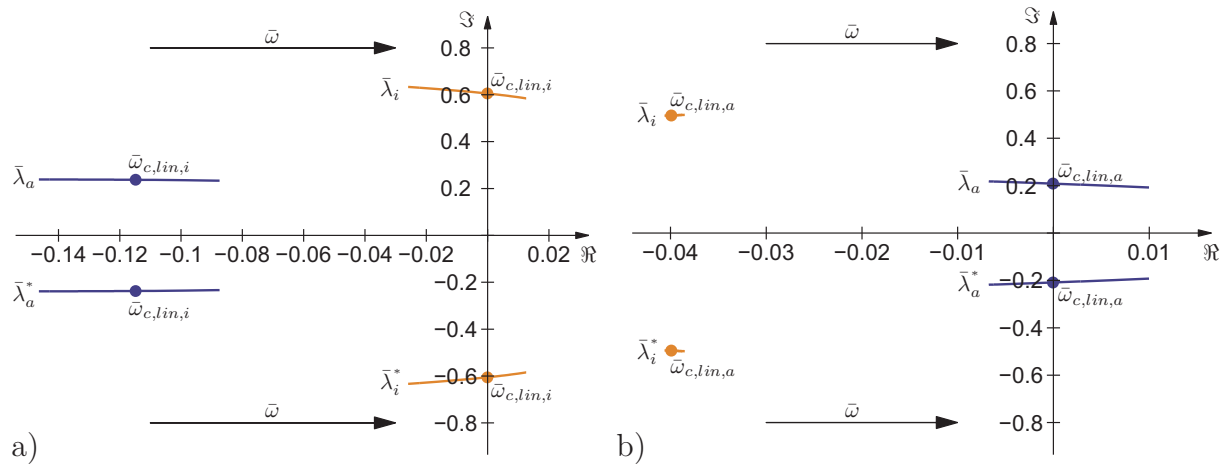 ℑ
ω̄
0.8
λ̄_i
ω̄_{c,lin,i}
0.6
0.4
λ̄_a
ω̄_{c,lin,i}
0.2
−0.14 −0.12 −0.1 −0.08 −0.06 −0.04 −0.02 0.02 ℜ
λ̄_a^*
ω̄_{c,lin,i}
−0.2
−0.4
λ̄_i^*
−0.6
ω̄_{c,lin,i}
ω̄
−0.8
a)
ℑ
ω̄
0.8
0.6
λ̄_i
ω̄_{c,lin,a}
0.4
λ̄_a
0.2
ω̄_{c,lin,a}
−0.04 −0.03 −0.02 −0.01 0.01 ℜ
λ̄_a^*
−0.2
ω̄_{c,lin,a}
−0.4
λ̄_i^*
ω̄_{c,lin,a}
−0.6
ω̄
−0.8
b)